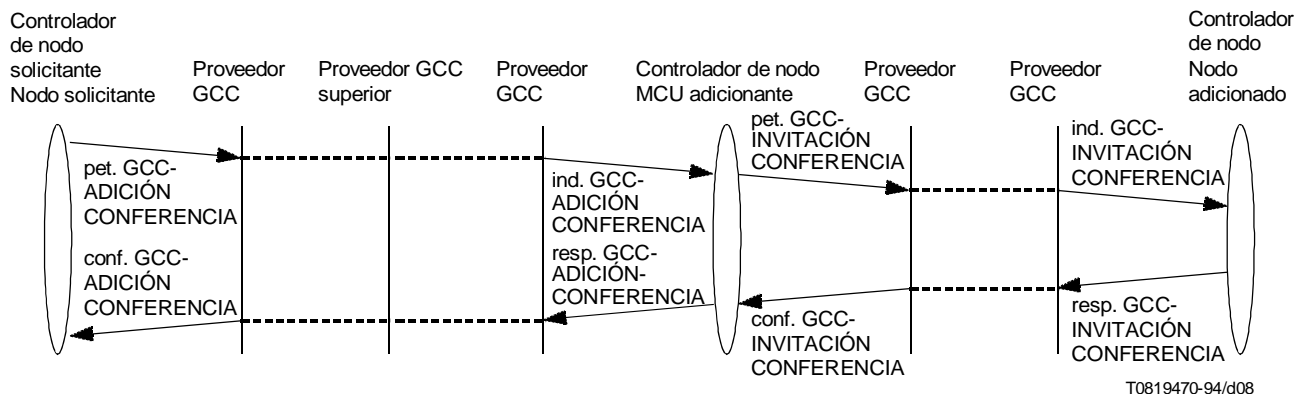 Controlador
de nodo
solicitante
Nodo solicitante
Proveedor
GCC
Proveedor GCC
superior
Proveedor
GCC
Controlador de nodo
MCU adicionante
Proveedor
GCC
Proveedor
GCC
Controlador
de nodo
Nodo
adicionado
pet. GCC-
ADICIÓN
CONFERENCIA
ind. GCC-
ADICIÓN
CONFERENCIA
pet. GCC-
INVITACIÓN
CONFERENCIA
ind. GCC-
INVITACIÓN
CONFERENCIA
conf. GCC-
ADICIÓN
CONFERENCIA
resp. GCC-
ADICIÓN-
CONFERENCIA
conf. GCC-
INVITACIÓN
CONFERENCIA
resp. GCC-
INVITACIÓN
CONFERENCIA
T0819470-94/d08